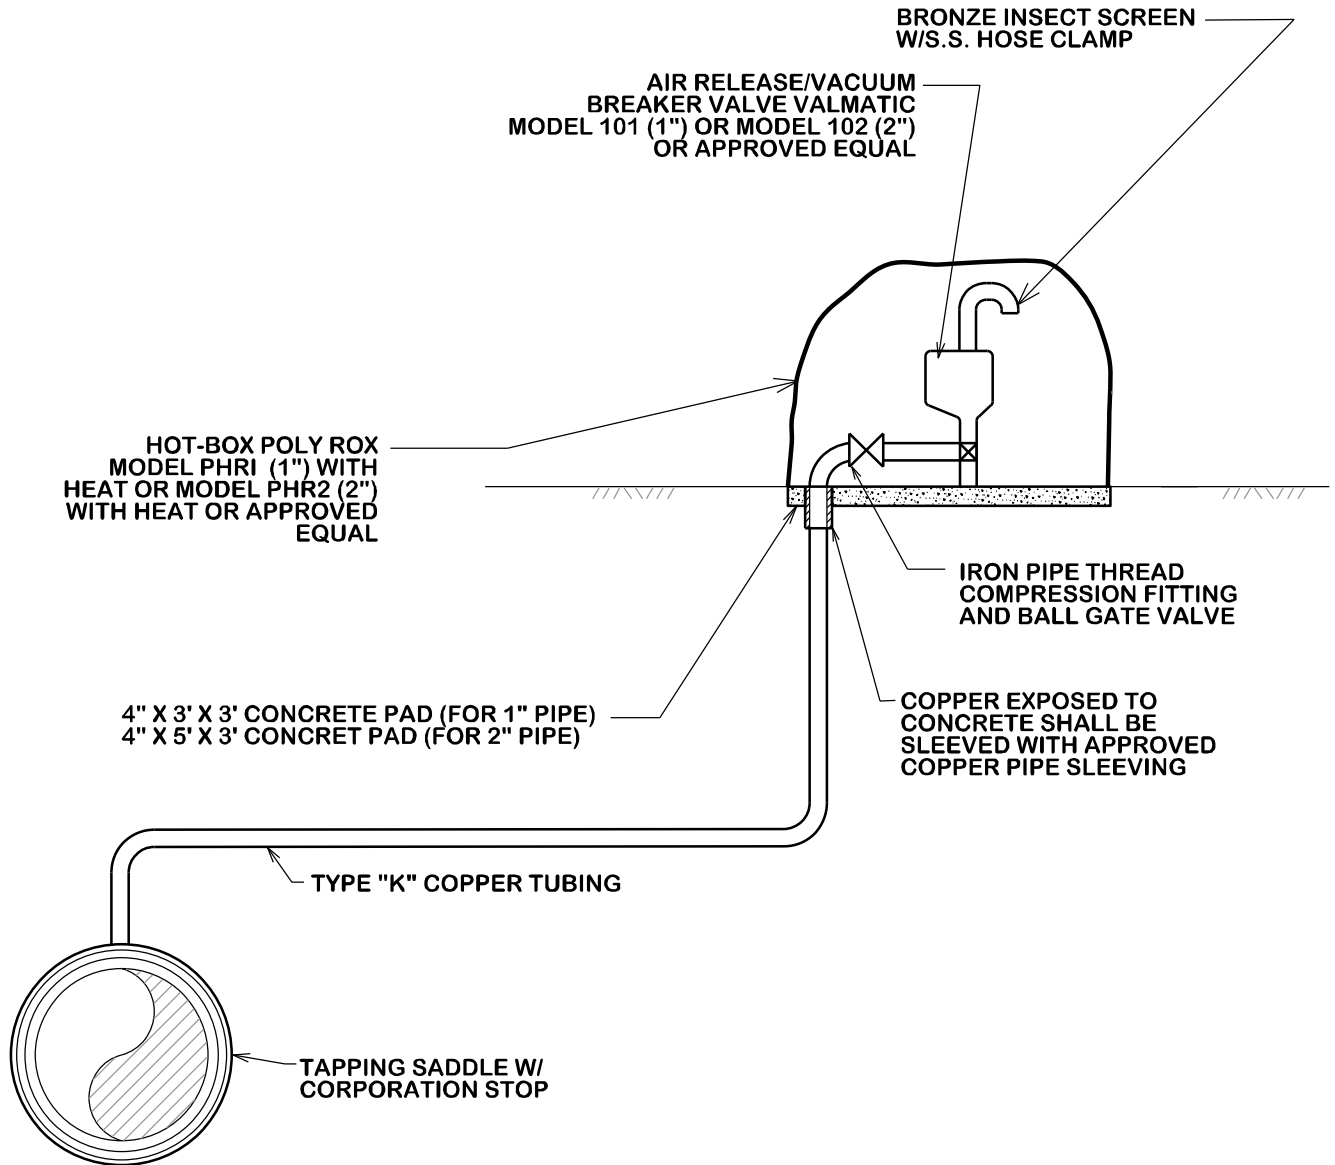 BRONZE INSECT SCREEN
W/S.S. HOSE CLAMP
AIR RELEASE/VACUUM
BREAKER VALVE VALMATIC
MODEL 101 (1") OR MODEL 102 (2")
OR APPROVED EQUAL
HOT-BOX POLY ROX
MODEL PHRI (1") WITH
HEAT OR MODEL PHR2 (2")
WITH HEAT OR APPROVED
EQUAL
IRON PIPE THREAD
COMPRESSION FITTING
AND BALL GATE VALVE
4" X 3' X 3' CONCRETE PAD (FOR 1" PIPE)
4" X 5' X 3' CONCRET PAD (FOR 2" PIPE)
COPPER EXPOSED TO
CONCRETE SHALL BE
SLEEVED WITH APPROVED
COPPER PIPE SLEEVING
TYPE "K" COPPER TUBING
TAPPING SADDLE W/
CORPORATION STOP